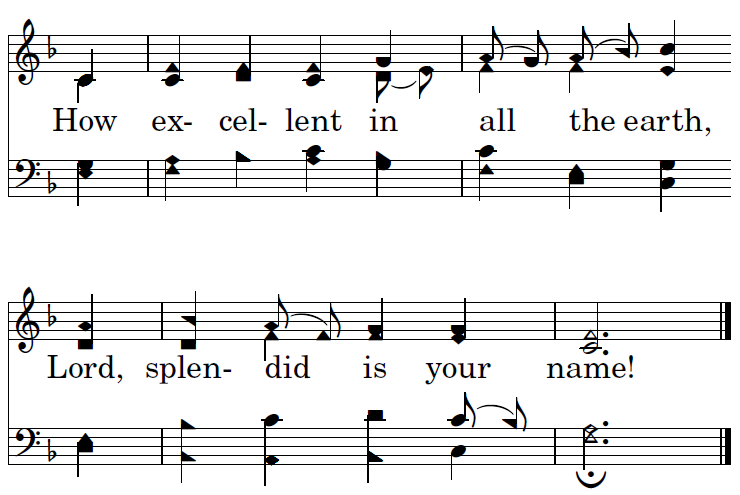 How ex- cel- lent in all the earth,
Lord, splen- did is your name!